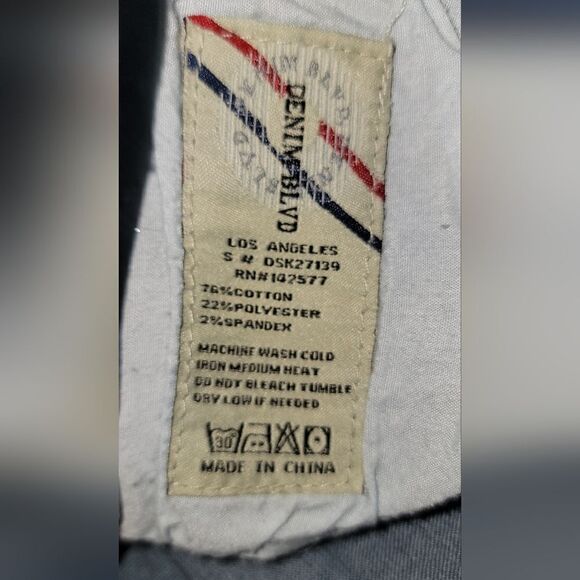 DENIM BLVD
LOS ANGELES
S # DSK27139
RN#142577
76%COTTON
22%POLYESTER
2%SPANDEX
MACHINE WASH COLD
IRON MEDIUM HEAT
DO NOT BLEACH TUMBLE
DRY LOW IF NEEDED
30°
MADE IN CHINA